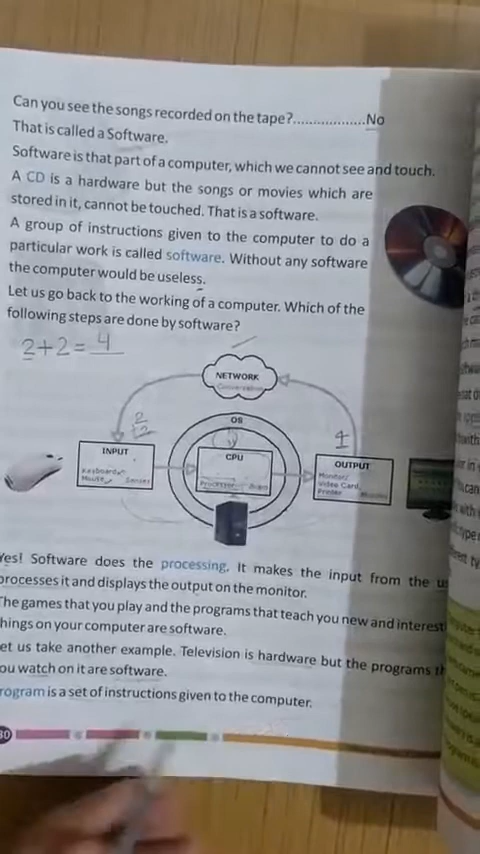 Can you see the songs recorded on the tape?..................No
That is called a Software.
Software is that part of a computer, which we cannot see and touch.
A CD is a hardware but the songs or movies which are
stored in it, cannot be touched. That is a software.
A group of instructions given to the computer to do a
particular work is called software. Without any software
the computer would be useless.
Let us go back to the working of a computer. Which of the
following steps are done by software?
2+2=4
NETWORK
OS
2
+2
4
INPUT
Keyboard
Mouse
CPU
Processor
OUTPUT
Monitor/
Video Card,
Printer
Yes! Software does the processing. It makes the input from the
processes it and displays the output on the monitor.
The games that you play and the programs that teach you new and
things on your computer are software.
et us take another example. Television is hardware but the programs
ou watch on it are software.
rogram is a set of instructions given to the computer.
30